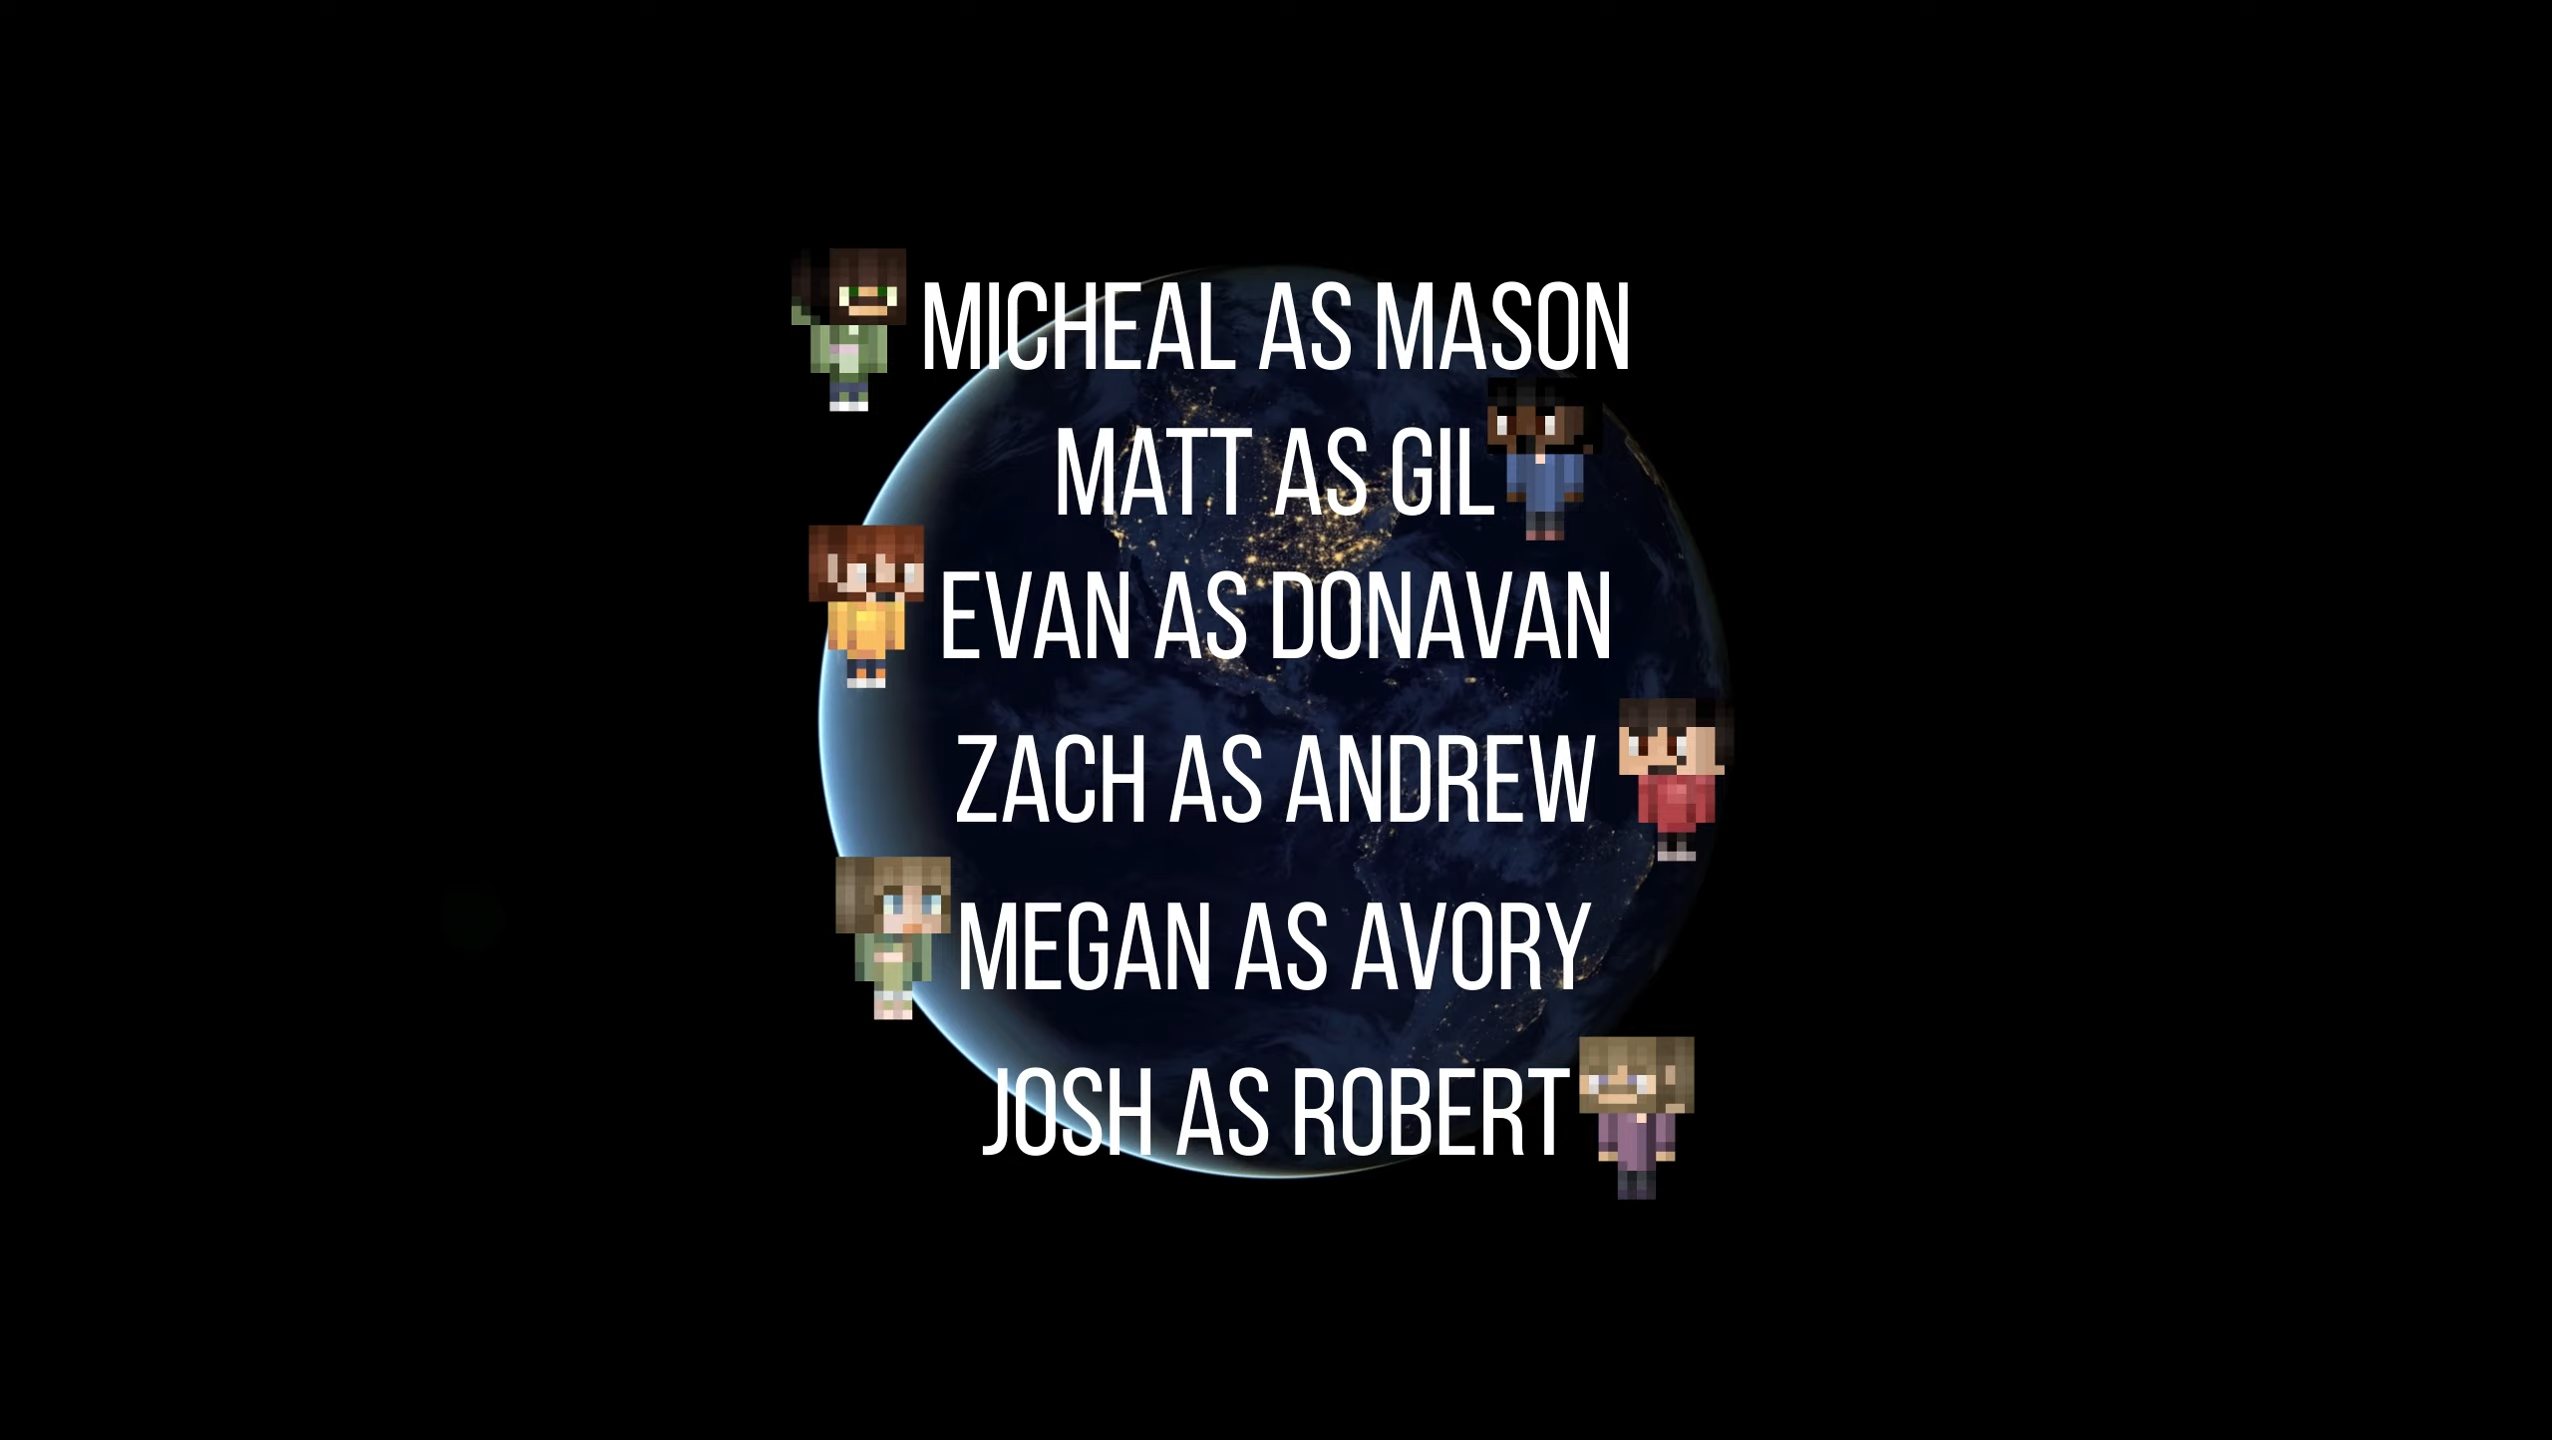 MICHEAL AS MASON
MATT AS GIL
EVAN AS DONAVAN
ZACH AS ANDREW
MEGAN AS AVORY
JOSH AS ROBERT